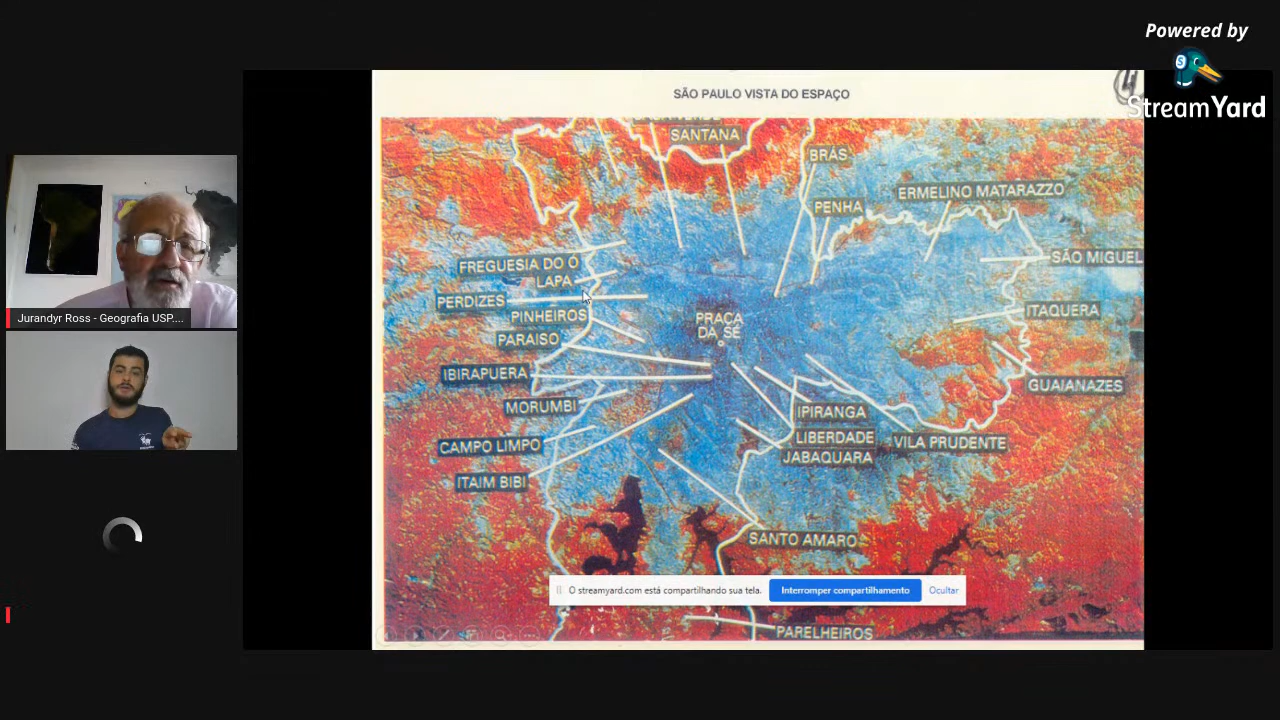 Powered by
StreamYard
SÃO PAULO VISTA DO ESPAÇO
SANTANA
BRÁS
ERMELINO MATARAZZO
PENHA
SÃO MIGUEL
FREGUESIA DO Ó
LAPA
PERDIZES
PINHEIROS
PRAÇA
DA SÉ
ITAQUERA
PARAISO
IBIRAPUERA
GUAIANAZES
MORUMBI
IPIRANGA
LIBERDADE
VILA PRUDENTE
CAMPO LIMPO
JABAQUARA
ITAIM BIBI
SANTO AMARO
PARELHEIROS
Jurandyr Ross - Geografia USP....
O streamyard.com está compartilhando sua tela.
Interromper compartilhamento
Ocultar